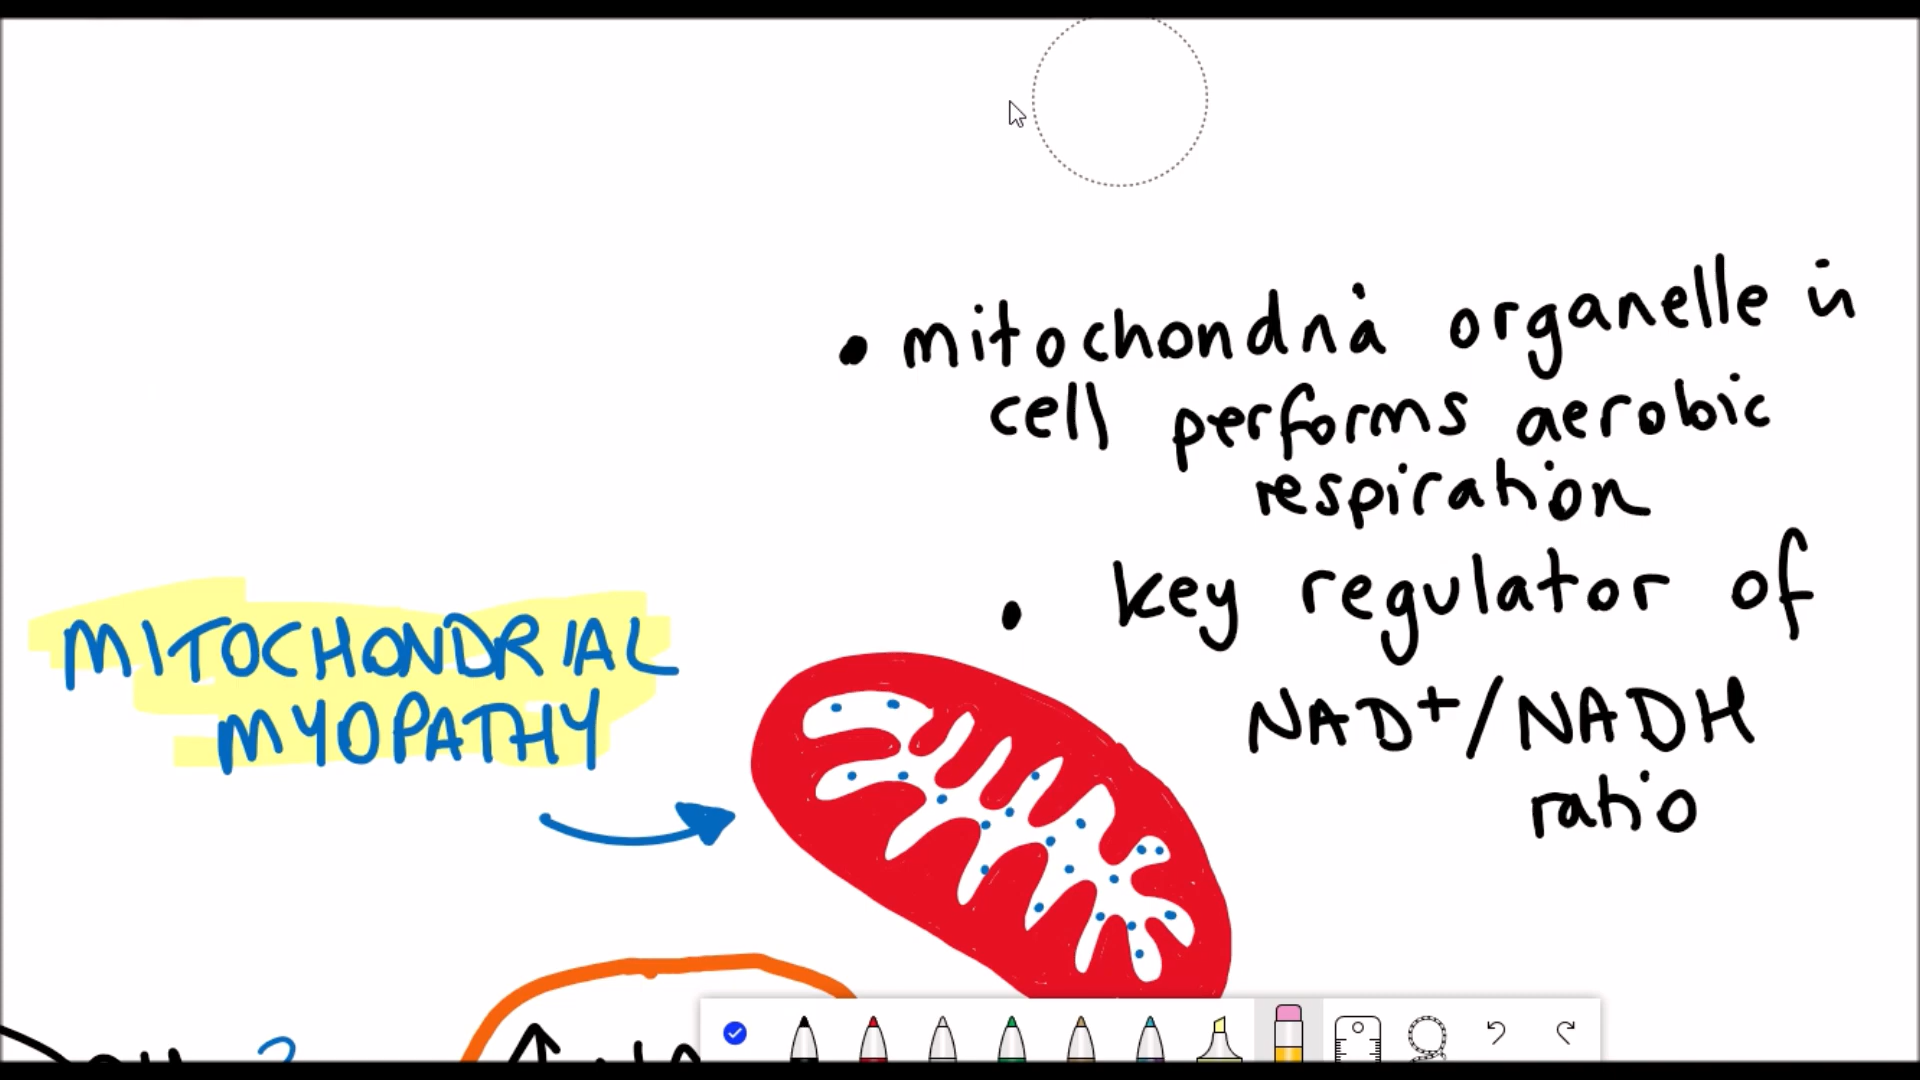 • mitochondria organelle in
cell performs aerobic
respiration
• key regulator of
NAD+/NADH
ratio
MITOCHONDRIAL
MYOPATHY